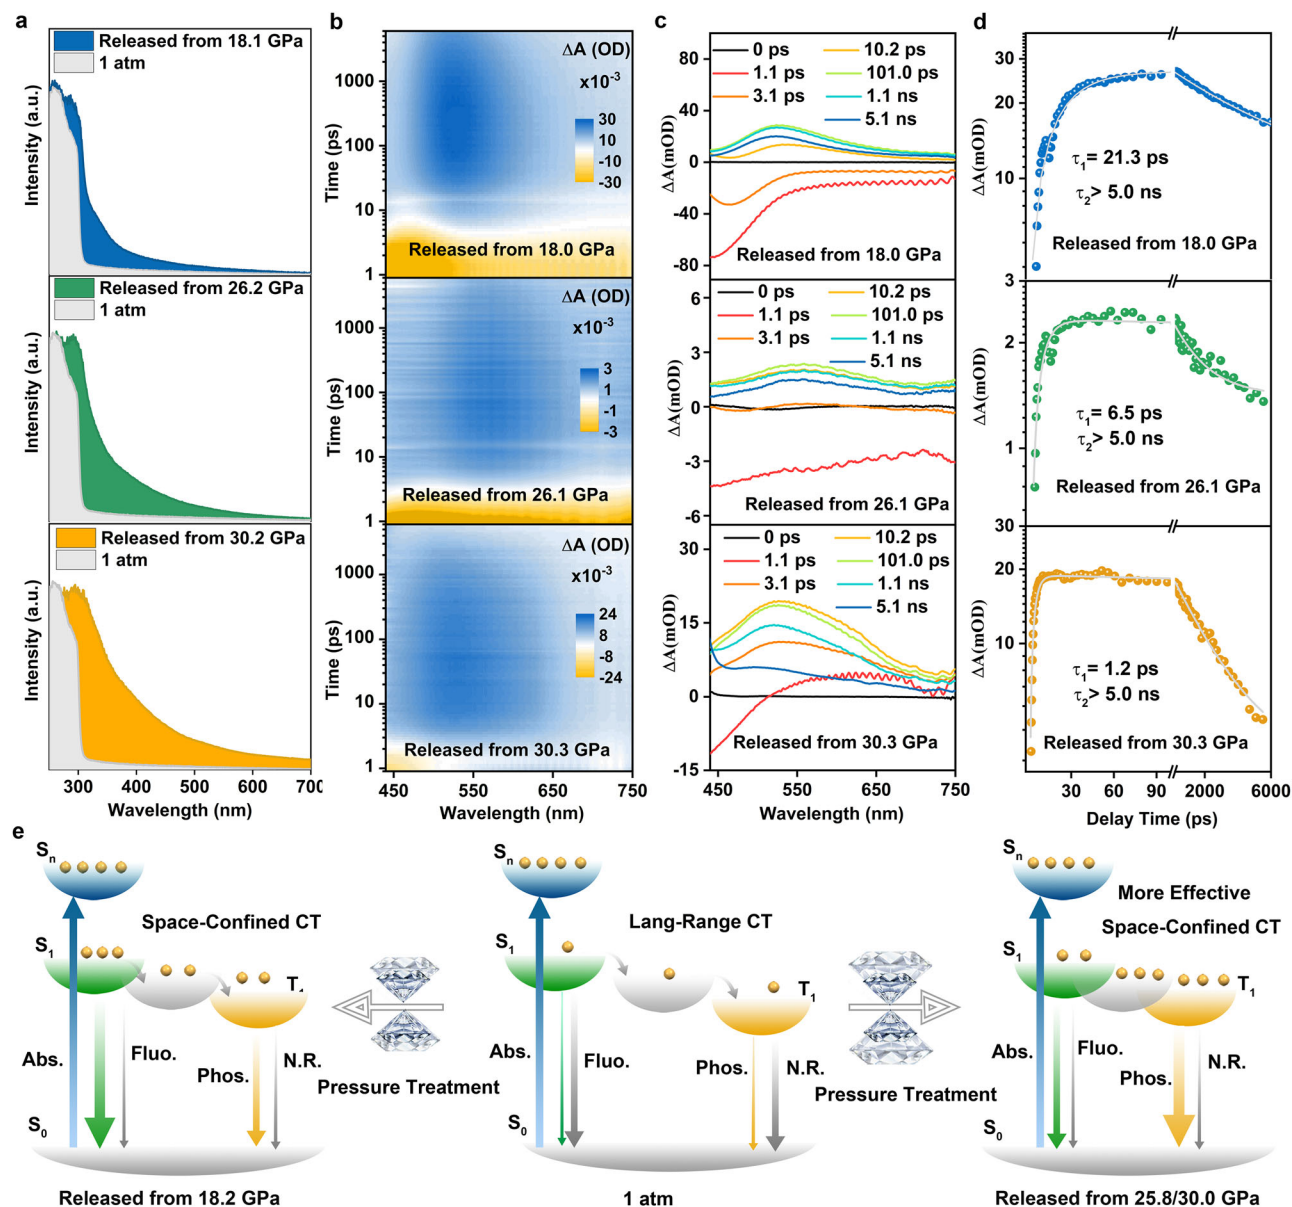 a
b
c
d
Released from 18.1 GPa
1 atm
Intensity (a.u.)
Released from 26.2 GPa
1 atm
Intensity (a.u.)
Released from 30.2 GPa
1 atm
Intensity (a.u.)
300 400 500 600 700
Wavelength (nm)
ΔA (OD)
x10-3
30
10
-10
-30
1000
100
10
1
Time (ps)
Released from 18.0 GPa
ΔA (OD)
x10-3
3
1
-1
-3
1000
100
10
1
Time (ps)
Released from 26.1 GPa
ΔA (OD)
x10-3
24
8
-8
-24
1000
100
10
1
Time (ps)
Released from 30.3 GPa
450 550 650 750
Wavelength (nm)
80
40
0
-40
-80
ΔA(mOD)
0 ps
1.1 ps
3.1 ps
10.2 ps
101.0 ps
1.1 ns
5.1 ns
Released from 18.0 GPa
6
3
0
-3
-6
ΔA(mOD)
0 ps
1.1 ps
3.1 ps
10.2 ps
101.0 ps
1.1 ns
5.1 ns
Released from 26.1 GPa
30
15
0
-15
ΔA(mOD)
0 ps
1.1 ps
3.1 ps
10.2 ps
101.0 ps
1.1 ns
5.1 ns
Released from 30.3 GPa
450 550 650 750
Wavelength (nm)
30
20
10
ΔA(mOD)
τ1= 21.3 ps
τ2> 5.0 ns
Released from 18.0 GPa
3
2
1
ΔA(mOD)
τ1= 6.5 ps
τ2> 5.0 ns
Released from 26.1 GPa
30
20
10
ΔA(mOD)
τ1= 1.2 ps
τ2> 5.0 ns
Released from 30.3 GPa
30 60 90 2000 6000
Delay Time (ps)
e
Sn
Space-Confined CT
S1
T1
Abs.
Fluo.
Phos.
N.R.
S0
Released from 18.2 GPa
Pressure Treatment
Sn
Lang-Range CT
S1
T1
Abs.
Fluo.
Phos.
N.R.
S0
1 atm
Pressure Treatment
Sn
More Effective
Space-Confined CT
S1
T1
Abs.
Fluo.
Phos.
N.R.
S0
Released from 25.8/30.0 GPa